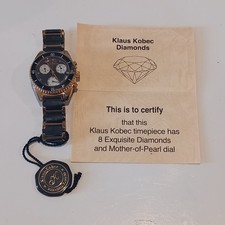 Klaus Kobec
Diamonds
This is to certify
that this
Klaus Kobec timepiece has
8 Exquisite Diamonds
and Mother-of-Pearl dial